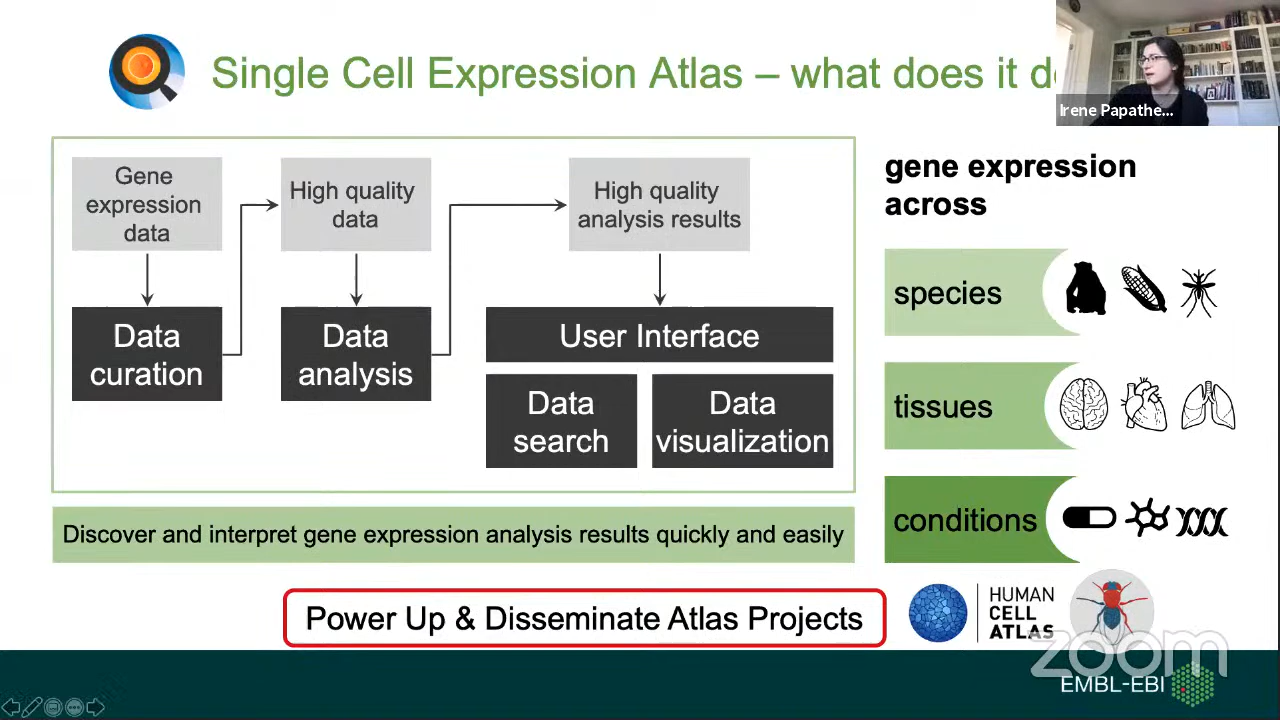 Single Cell Expression Atlas – what does it do
Irene Papathe...
Gene
expression
data
High quality
data
High quality
analysis results
Data
curation
Data
analysis
User Interface
Data
search
Data
visualization
Discover and interpret gene expression analysis results quickly and easily
gene expression
across
species
tissues
conditions
Power Up & Disseminate Atlas Projects
HUMAN
CELL
ATLAS
zoom
EMBL-EBI